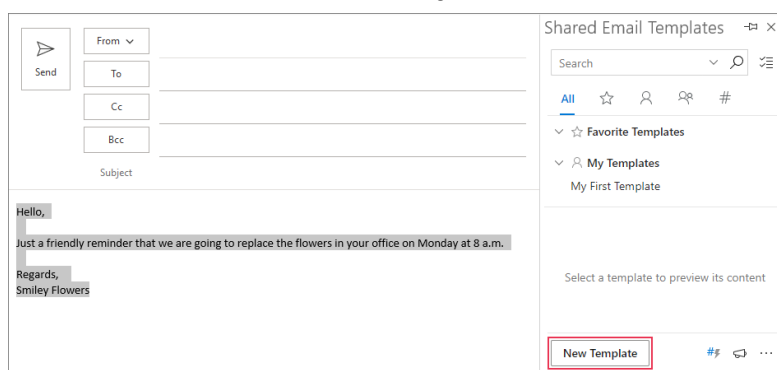 Send
From
To
Cc
Bcc
Subject
Hello,
Just a friendly reminder that we are going to replace the flowers in your office on Monday at 8 a.m.
Regards,
Smiley Flowers
Shared Email Templates
Search
All
#
Favorite Templates
My Templates
My First Template
Select a template to preview its content
New Template
#